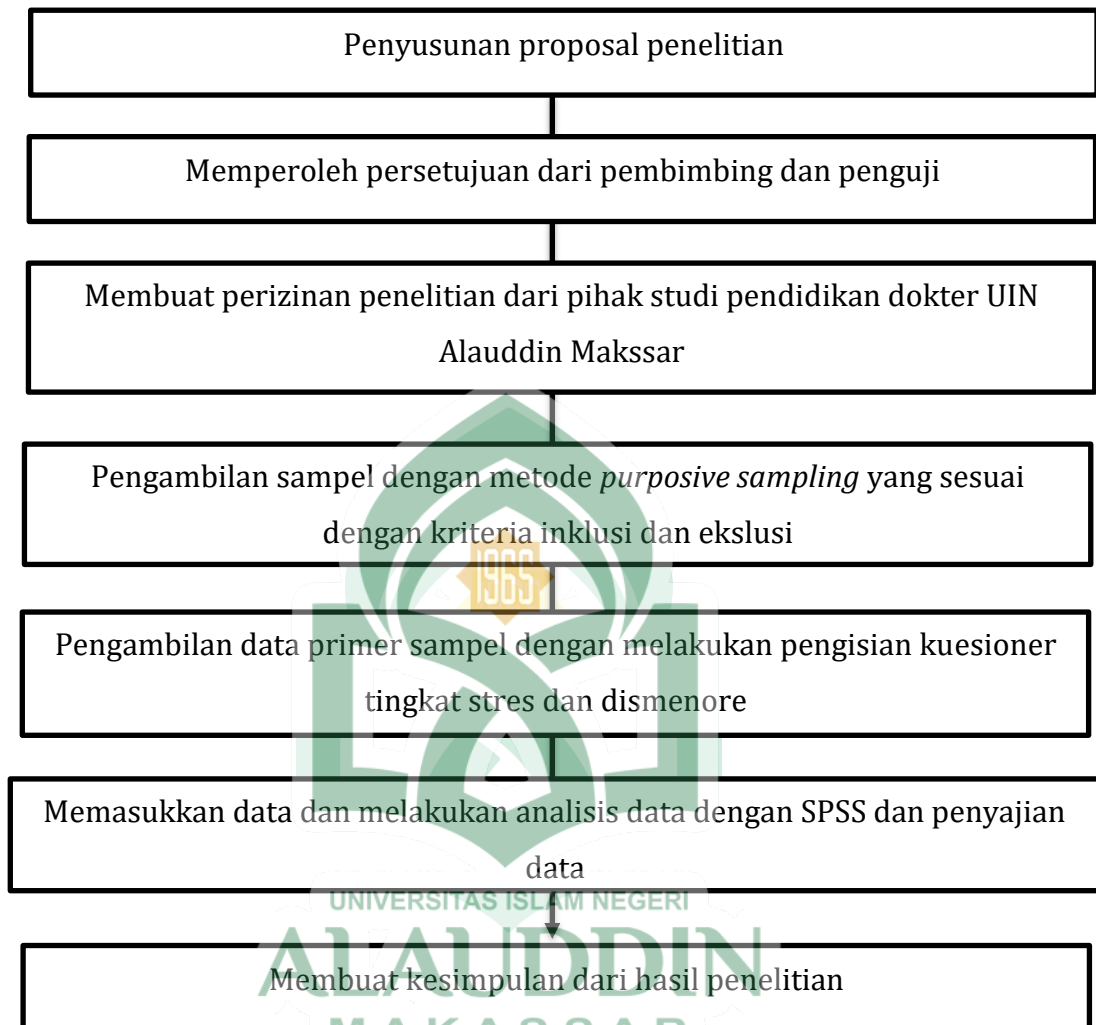 Penyusunan proposal penelitian
Memperoleh persetujuan dari pembimbing dan penguji
Membuat perizinan penelitian dari pihak studi pendidikan dokter UIN
Alauddin Makssar
Pengambilan sampel dengan metode purposive sampling yang sesuai
dengan kriteria inklusi dan ekslusi
1965
Pengambilan data primer sampel dengan melakukan pengisian kuesioner
tingkat stres dan dismenore
Memasukkan data dan melakukan analisis data dengan SPSS dan penyajian
data
UNIVERSITAS ISLAM NEGERI
ALAUDDIN
Membuat kesimpulan dari hasil penelitian
MAKASSAR